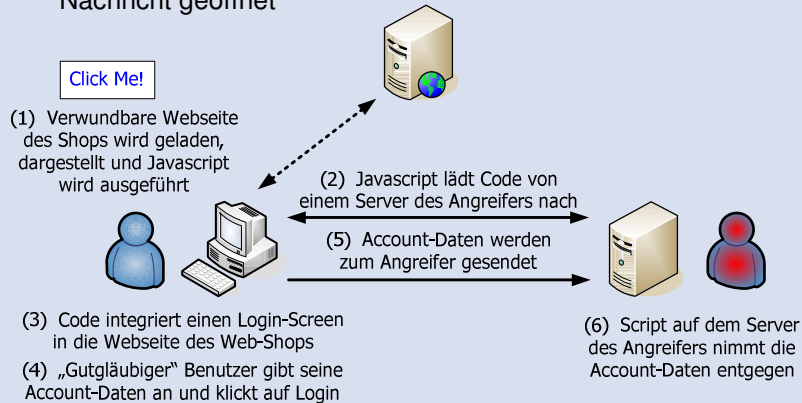 Nachricht geöffnet
Click Me!
(1) Verwundbare Webseite
des Shops wird geladen,
dargestellt und Javascript
wird ausgeführt
(2) Javascript lädt Code von
einem Server des Angreifers nach
(5) Account-Daten werden
zum Angreifer gesendet
(3) Code integriert einen Login-Screen
in die Webseite des Web-Shops
(4) „Gutgläubiger“ Benutzer gibt seine
Account-Daten an und klickt auf Login
(6) Script auf dem Server
des Angreifers nimmt die
Account-Daten entgegen